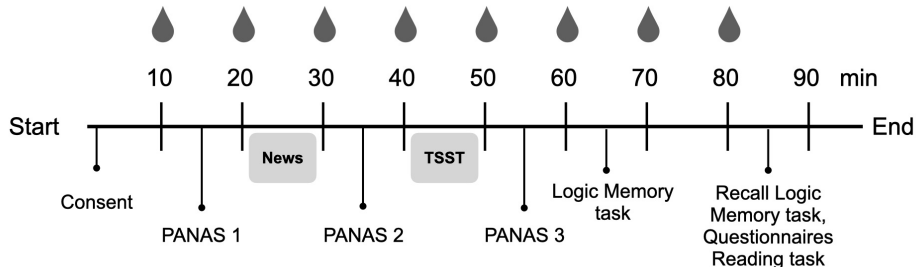 10 20 30 40 50 60 70 80 90 min
Start
End
News
TSST
Consent
PANAS 1
PANAS 2
PANAS 3
Logic Memory
task
Recall Logic
Memory task,
Questionnaires
Reading task